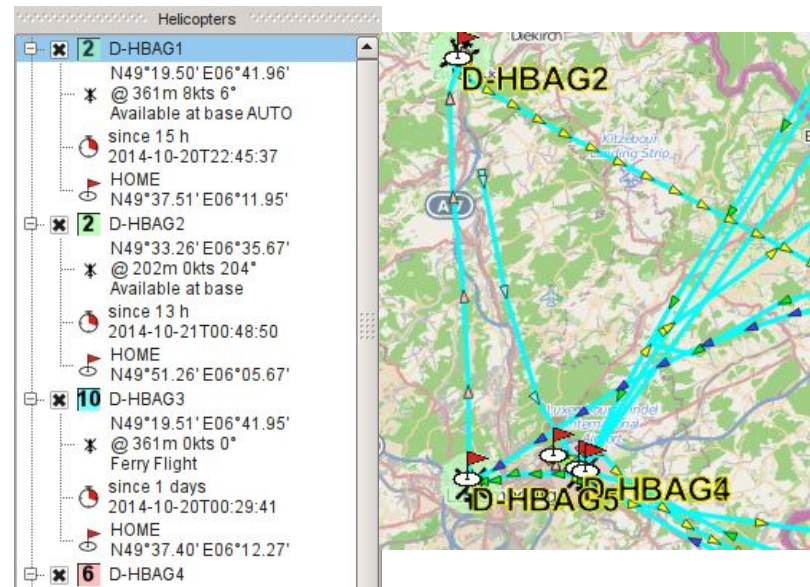 Helicopters
2 D-HBAG1
N49°19.50' E06°41.96'
@ 361m 8kts 6°
Available at base AUTO
since 15 h
2014-10-20T22:45:37
HOME
N49°37.51' E06°11.95'
2 D-HBAG2
N49°33.26' E06°35.67'
@ 202m 0kts 204°
Available at base
since 13 h
2014-10-21T00:48:50
HOME
N49°51.26' E06°05.67'
10 D-HBAG3
N49°19.51' E06°41.95'
@ 361m 0kts 0°
Ferry Flight
since 1 days
2014-10-20T00:29:41
HOME
N49°37.40' E06°12.27'
6 D-HBAG4
Diekirch
D-HBAG2
Kitzebour
Landing Strip
A7
D-HBAG5